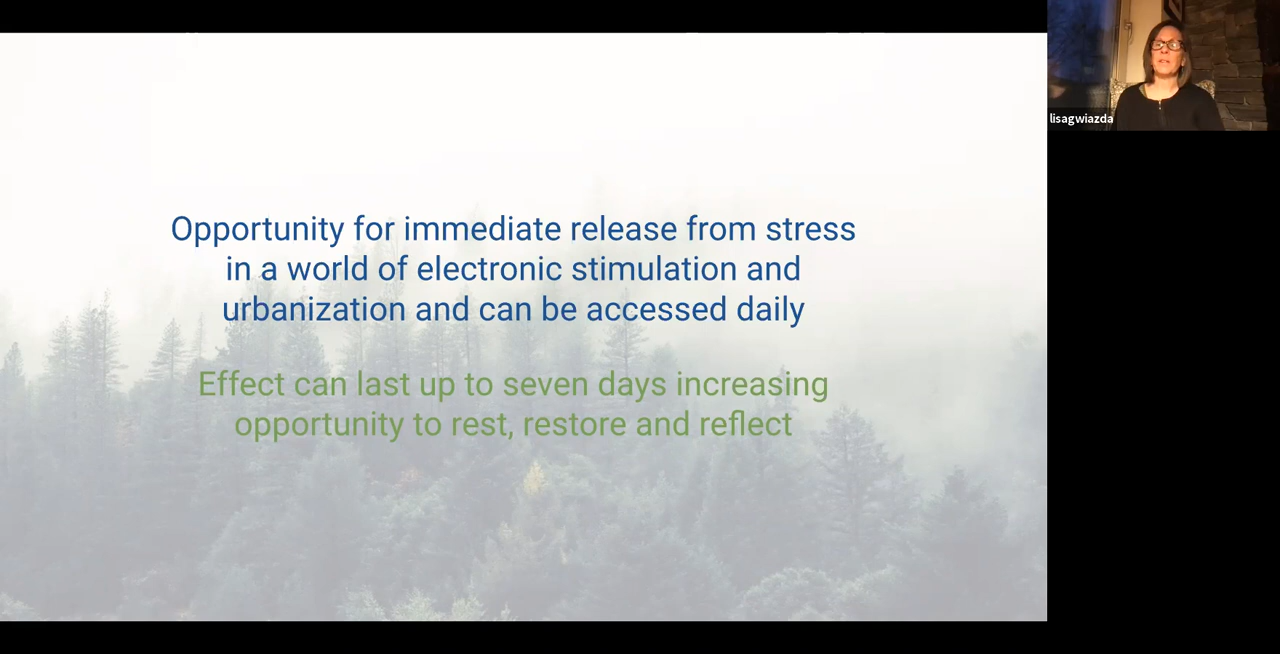 Opportunity for immediate release from stress
in a world of electronic stimulation and
urbanization and can be accessed daily
Effect can last up to seven days increasing
opportunity to rest, restore and reflect
lisagwiazda